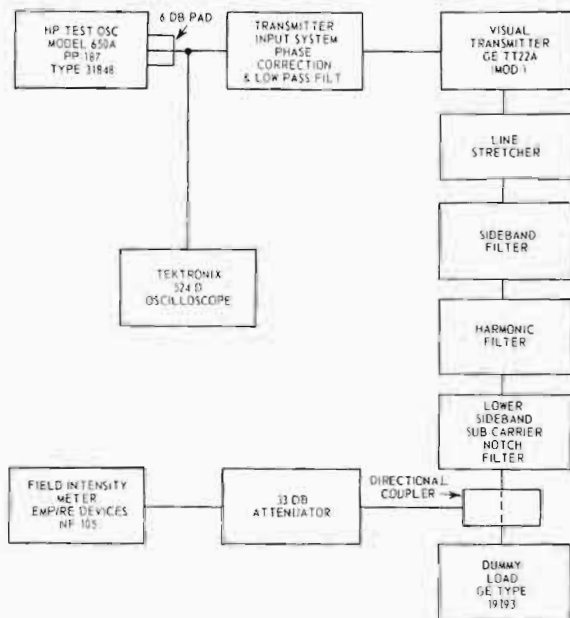 HP TEST OSC
MODEL 650A
PP 187
TYPE 31848
6 DB PAD
TRANSMITTER
INPUT SYSTEM
PHASE
CORRECTION
& LOW PASS FILT
VISUAL
TRANSMITTER
GE TT22A
(MOD)
LINE
STRETCHER
TEKTRONIX
524 D
OSCILLOSCOPE
SIDEBAND
FILTER
HARMONIC
FILTER
LOWER
SIDEBAND
SUB CARRIER
NOTCH
FILTER
FIELD INTENSITY
METER
EMPIRE DEVICES
NF 105
33 DB
ATTENUATOR
DIRECTIONAL
COUPLER
DUMMY
LOAD
GE TYPE
19193